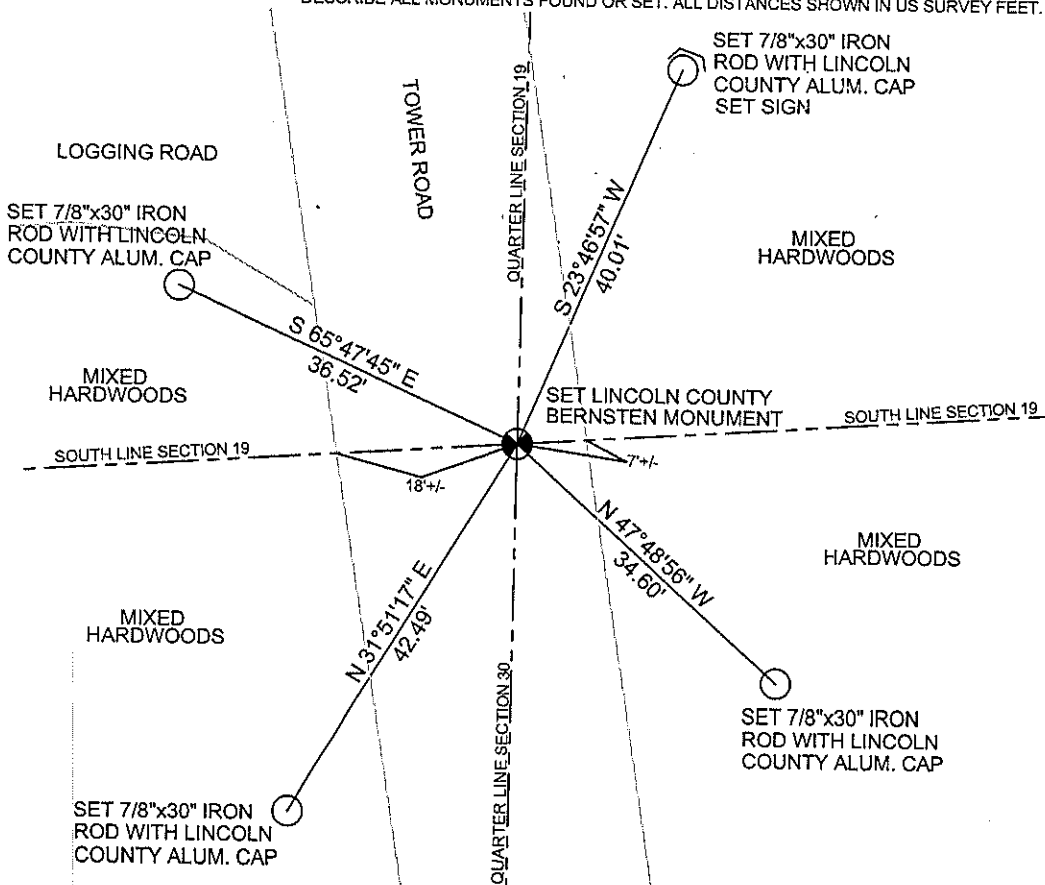 DESCRIBE ALL MONUMENTS FOUND OR SET. ALL DISTANCES SHOWN IN US SURVEY FEET.
SET 7/8"x30" IRON
ROD WITH LINCOLN
COUNTY ALUM. CAP
SET SIGN
TOWER ROAD
QUARTER LINE SECTION 19
LOGGING ROAD
SET 7/8"x30" IRON
ROD WITH LINCOLN
COUNTY ALUM. CAP
S 23°46'57" W
40.01'
MIXED
HARDWOODS
S 65°47'45" E
36.52'
MIXED
HARDWOODS
SET LINCOLN COUNTY
BERNSTEN MONUMENT
SOUTH LINE SECTION 19
SOUTH LINE SECTION 19
18'+/-
7'+/-
N 47°48'56" W
34.60'
MIXED
HARDWOODS
N 31°51'17" E
42.49'
MIXED
HARDWOODS
QUARTER LINE SECTION 30
SET 7/8"x30" IRON
ROD WITH LINCOLN
COUNTY ALUM. CAP
SET 7/8"x30" IRON
ROD WITH LINCOLN
COUNTY ALUM. CAP